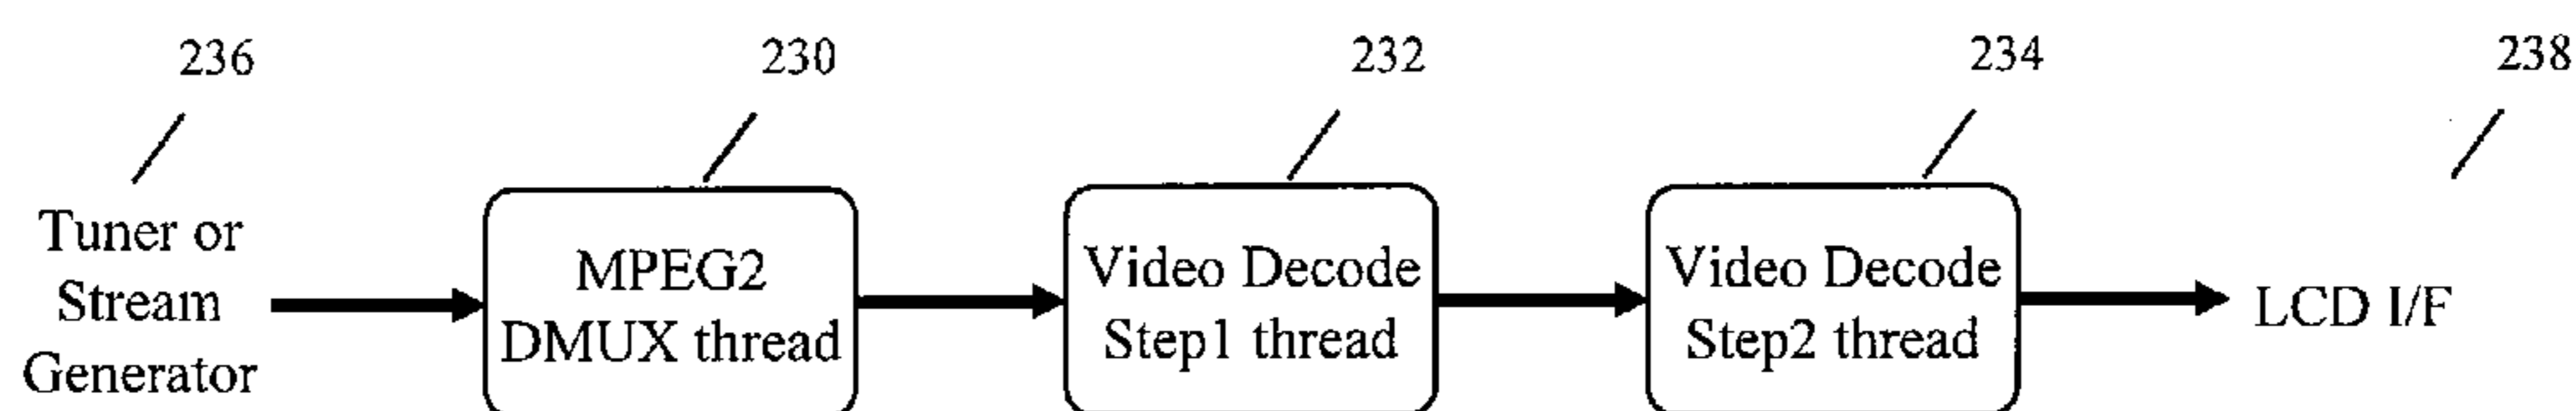 236
230
232
234
238
Tuner or
Stream
Generator
MPEG2
DMUX thread
Video Decode
Step1 thread
Video Decode
Step2 thread
LCD I/F